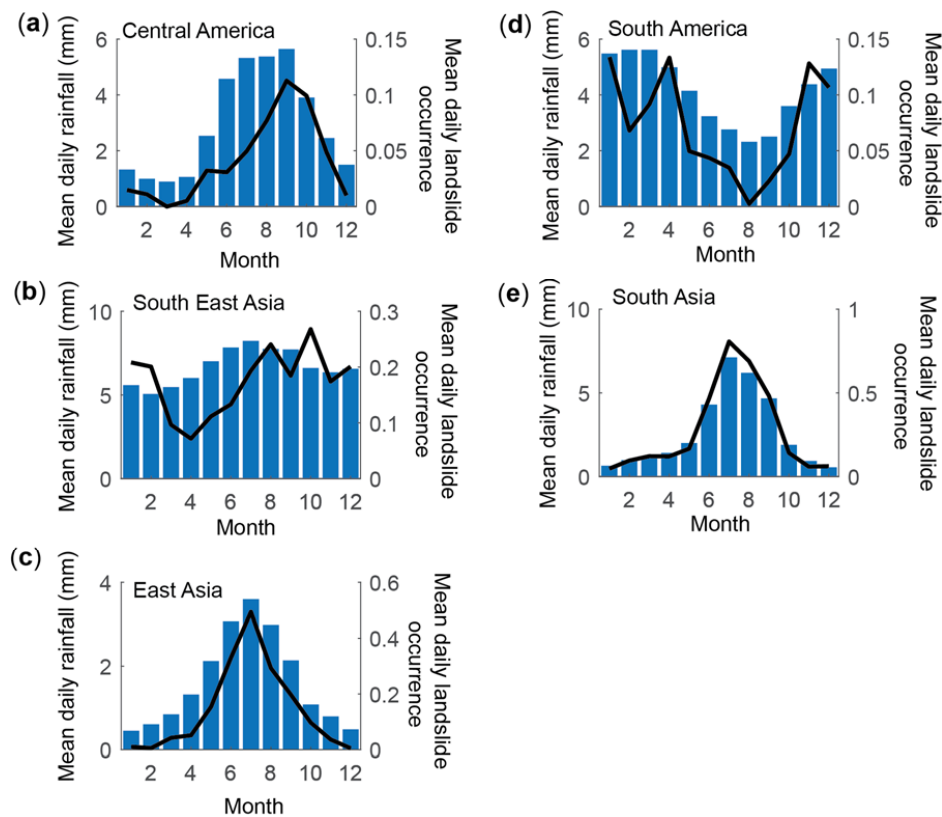 (a)
Central America
Mean daily rainfall (mm)
6
4
2
0
0.15
0.1
0.05
0
Mean daily landslide
occurrence
2 4 6 8 10 12
Month
(d)
South America
Mean daily rainfall (mm)
6
4
2
0
0.15
0.1
0.05
0
Mean daily landslide
occurrence
2 4 6 8 10 12
Month
(b)
South East Asia
Mean daily rainfall (mm)
10
5
0
0.3
0.2
0.1
0
Mean daily landslide
occurrence
2 4 6 8 10 12
Month
(e)
South Asia
Mean daily rainfall (mm)
10
5
0
1
0.5
0
Mean daily landslide
occurrence
2 4 6 8 10 12
Month
(c)
East Asia
Mean daily rainfall (mm)
4
2
0
0.6
0.4
0.2
0
Mean daily landslide
occurrence
2 4 6 8 10 12
Month